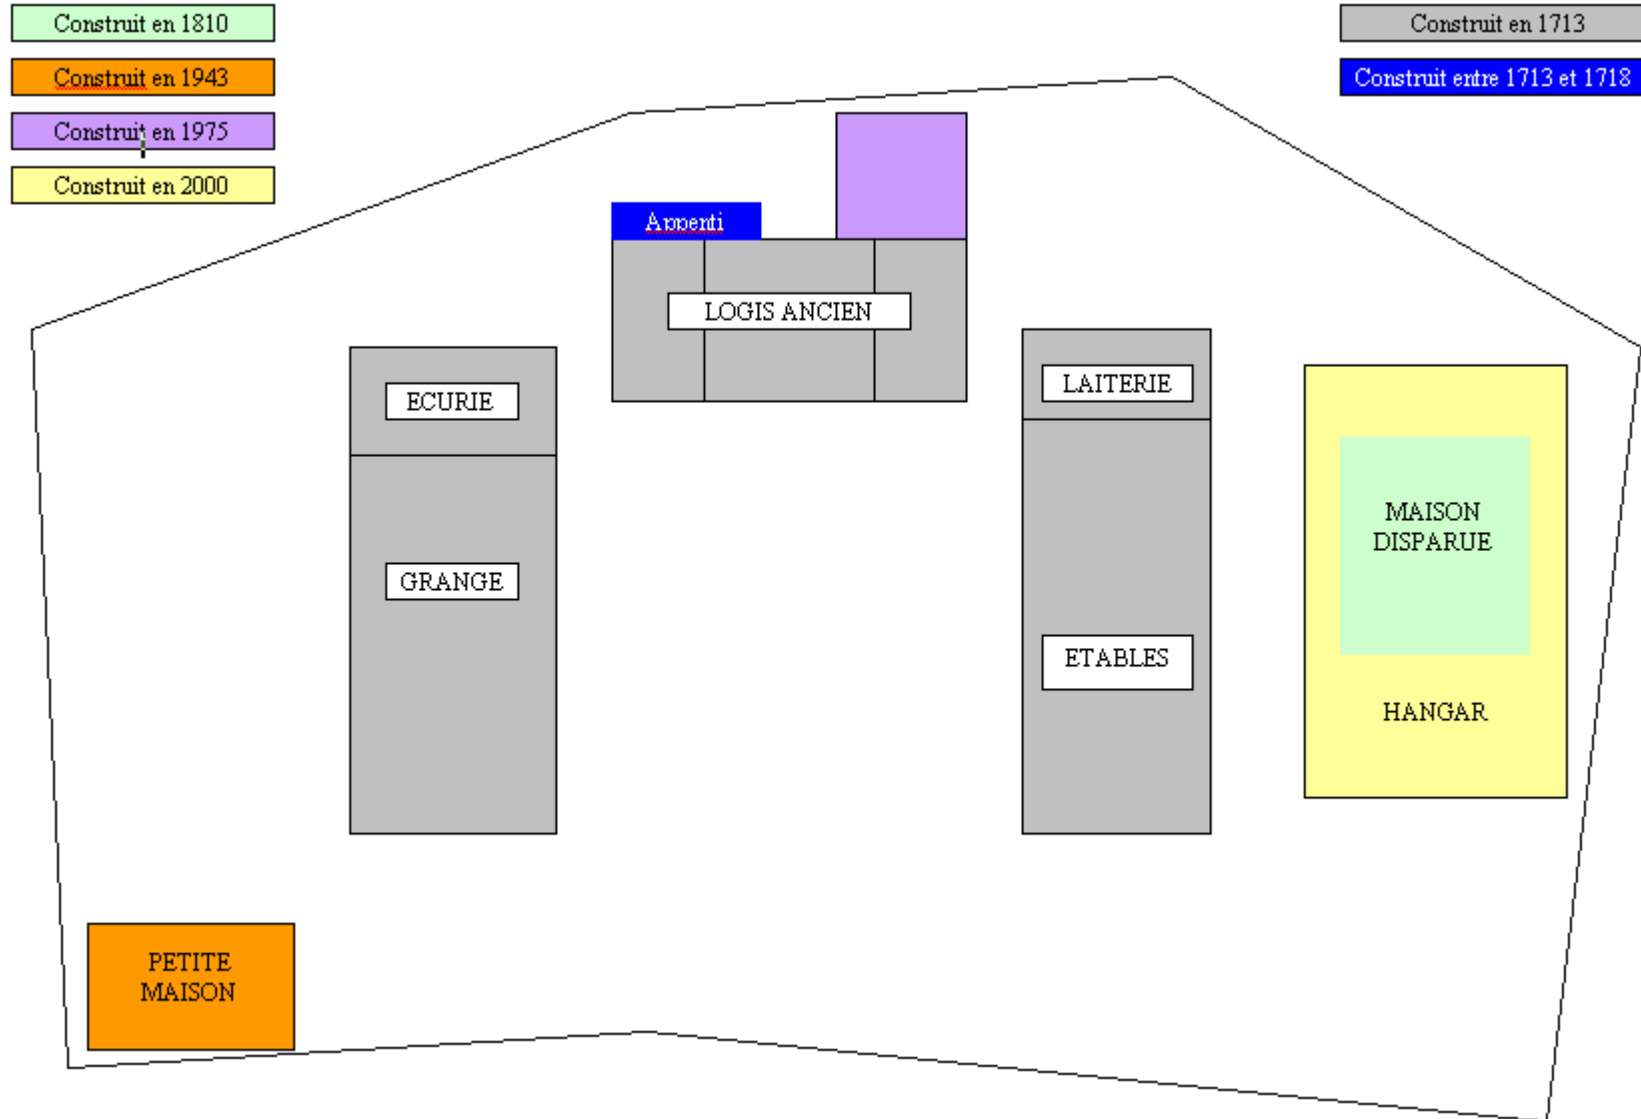 Construit en 1810
Construit en 1943
Construit en 1975
Construit en 2000
Construit en 1713
Construit entre 1713 et 1718
Appenti
LOGIS ANCIEN
ECURIE
GRANGE
LAITERIE
ETABLES
MAISON
DISPARUE
HANGAR
PETITE
MAISON